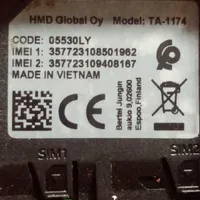 HMD Global Oy Model: TA-1174
CODE: 05530LY
IMEI 1: 357723108501962
IMEI 2: 357723109408167
MADE IN VIETNAM
Bertel Jungin
aukio 9,02600
Espoo,Finland
SIM1
SIM2